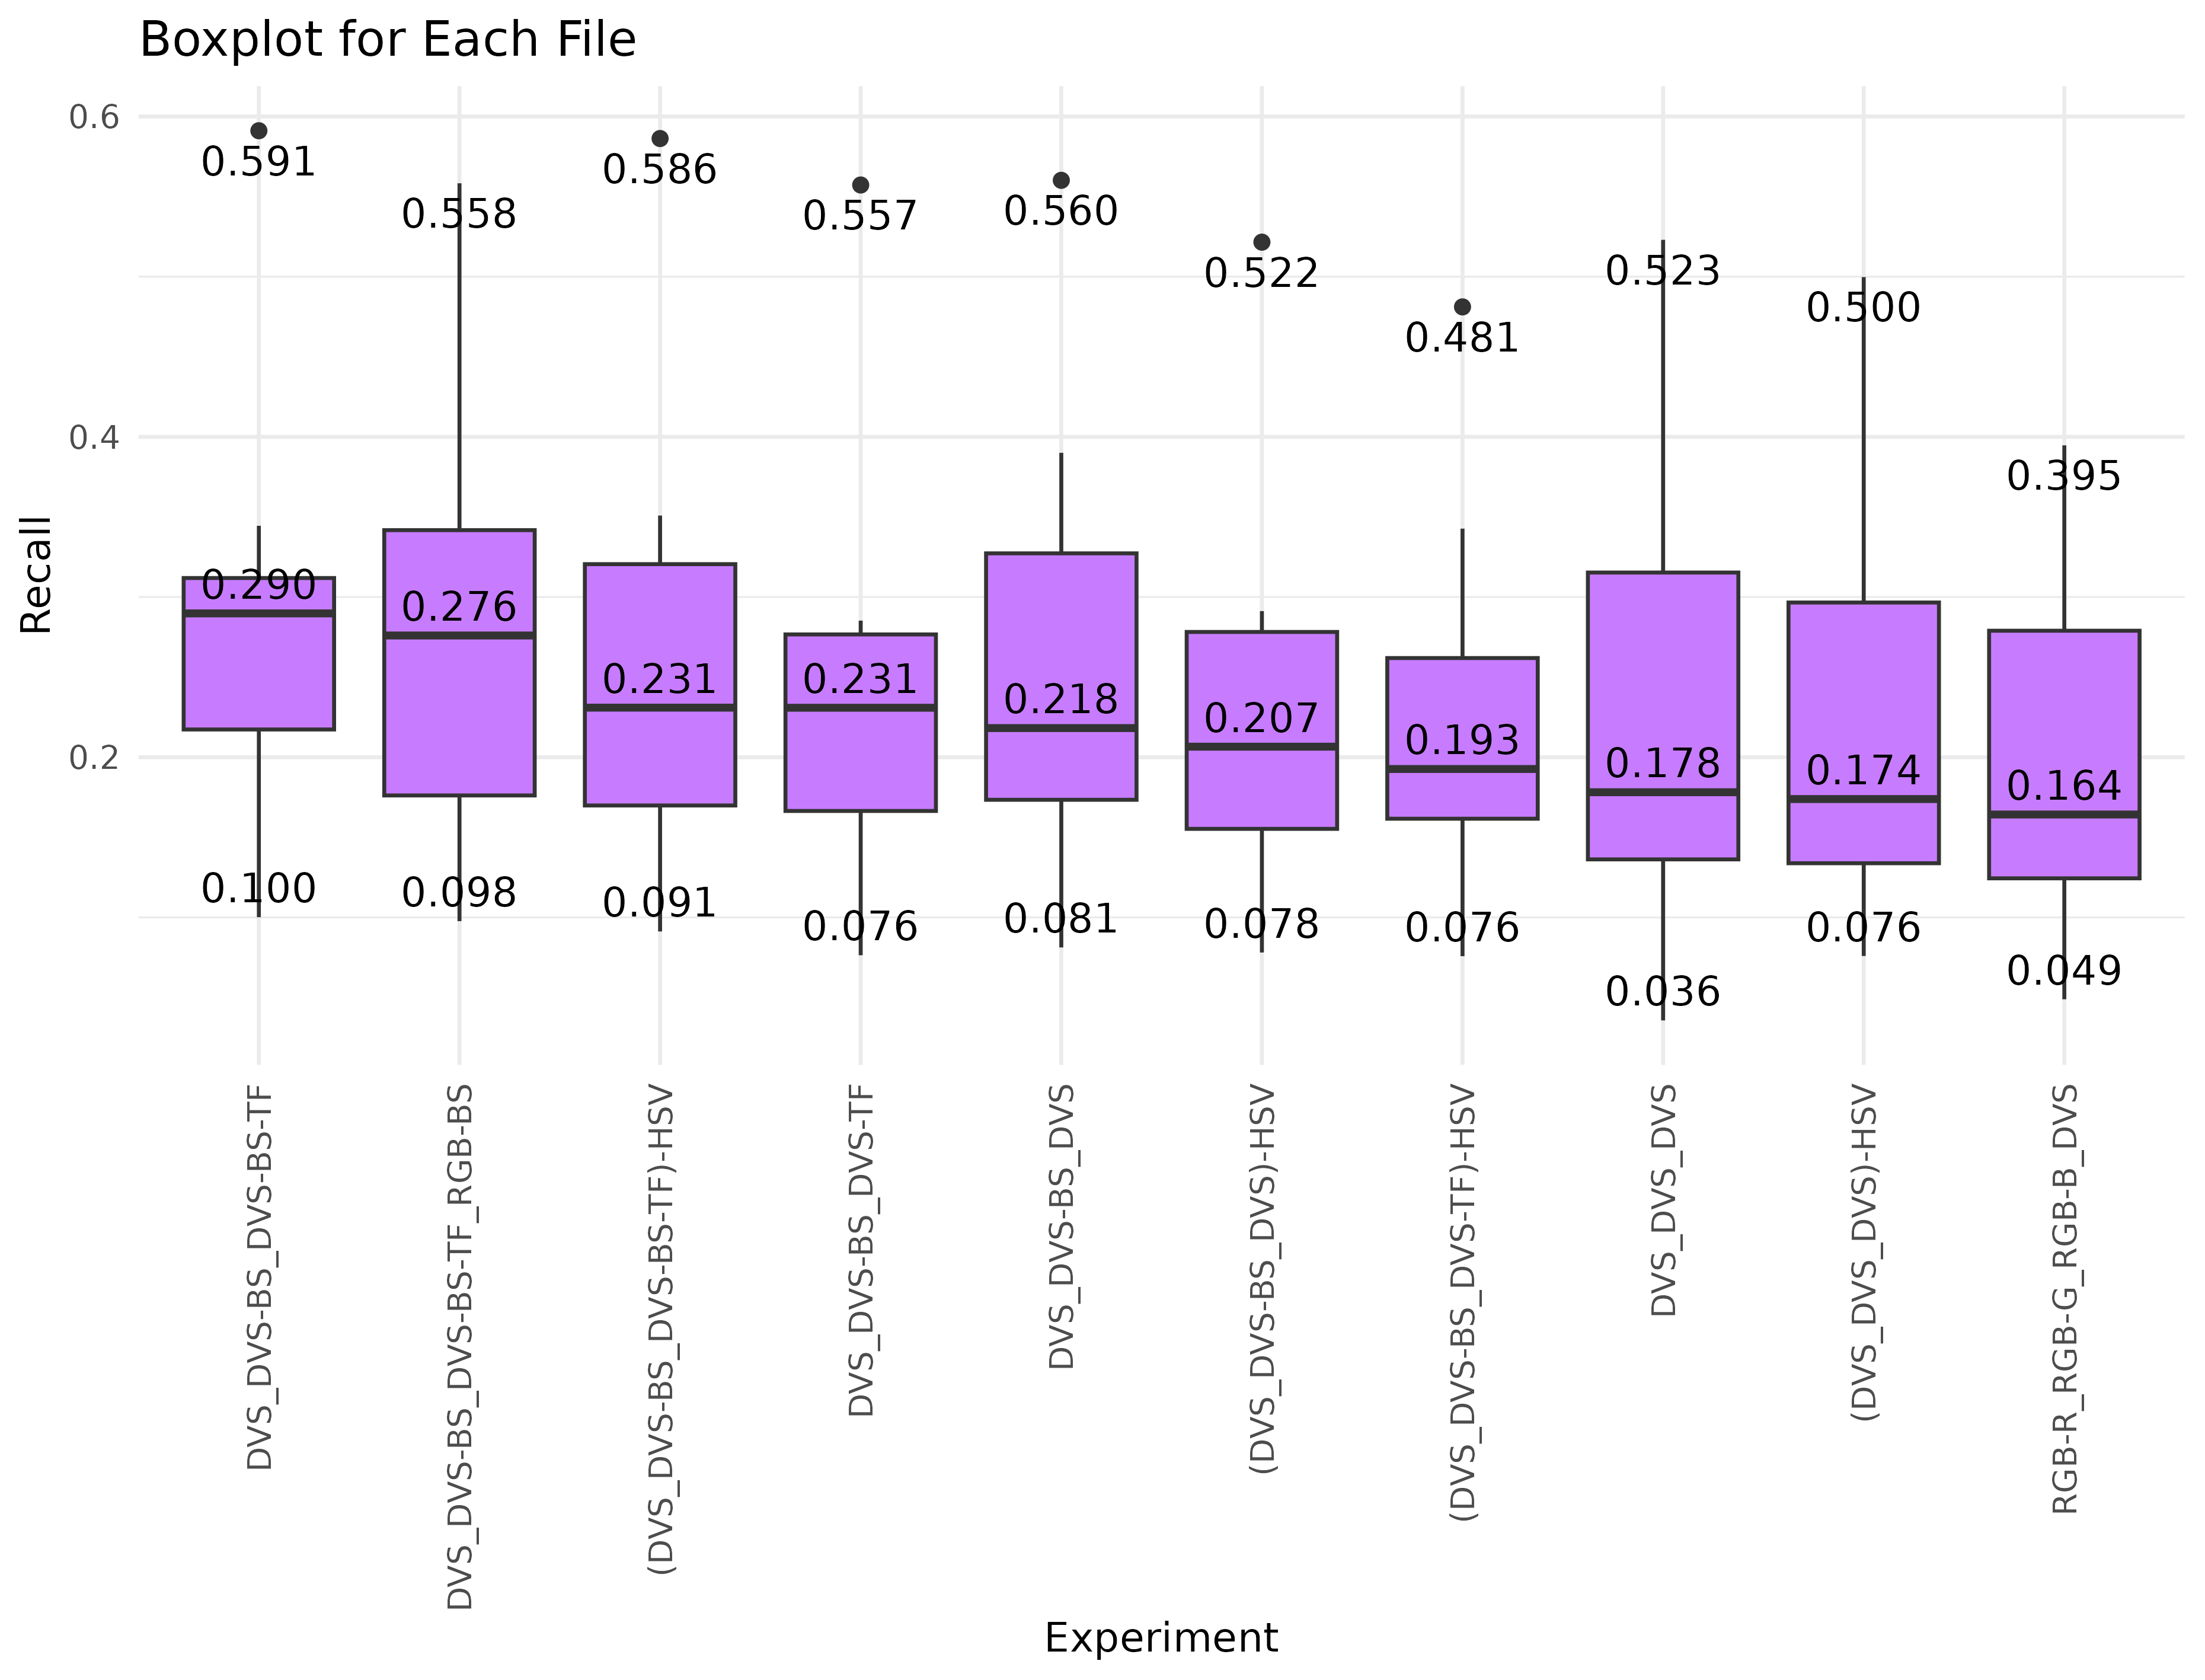 Boxplot for Each File
Recall
0.6
0.4
0.2
0.591
0.558
0.586
0.557
0.560
0.522
0.481
0.523
0.500
0.395
0.290
0.276
0.231
0.231
0.218
0.207
0.193
0.178
0.174
0.164
0.100
0.098
0.091
0.076
0.081
0.078
0.076
0.036
0.076
0.049
DVS_DVS-BS_DVS-BS-TF
DVS_DVS-BS_DVS-BS-TF_RGB-BS
(DVS_DVS-BS_DVS-BS-TF)-HSV
DVS_DVS-BS_DVS-TF
DVS_DVS-BS_DVS
(DVS_DVS-BS_DVS)-HSV
(DVS_DVS-BS_DVS-TF)-HSV
DVS_DVS_DVS
(DVS_DVS_DVS)-HSV
RGB-R_RGB-G_RGB-B_DVS
Experiment